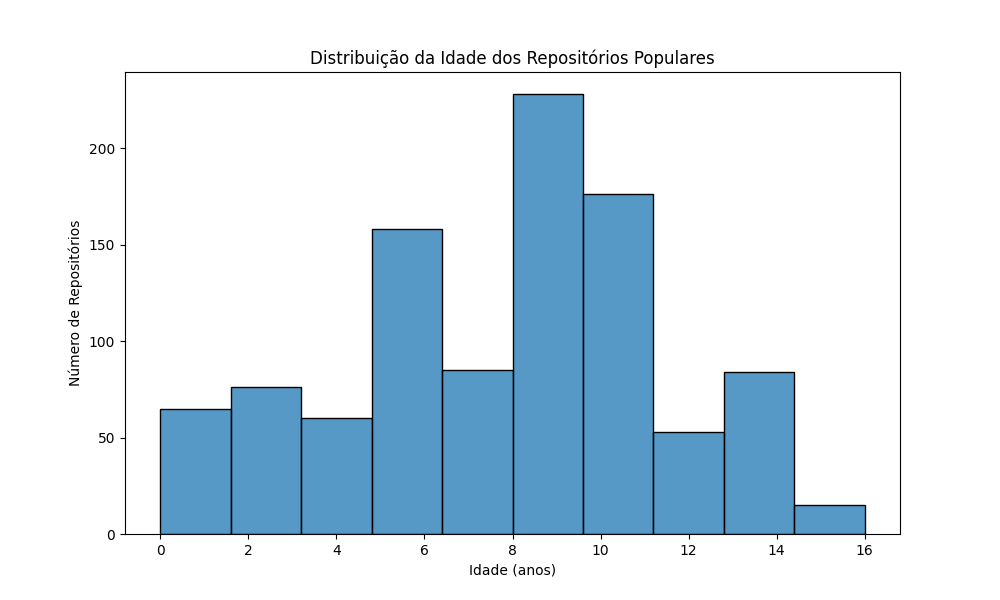 Distribuição da Idade dos Repositórios Populares
Número de Repositórios
200
150
100
50
0
0 2 4 6 8 10 12 14 16
Idade (anos)